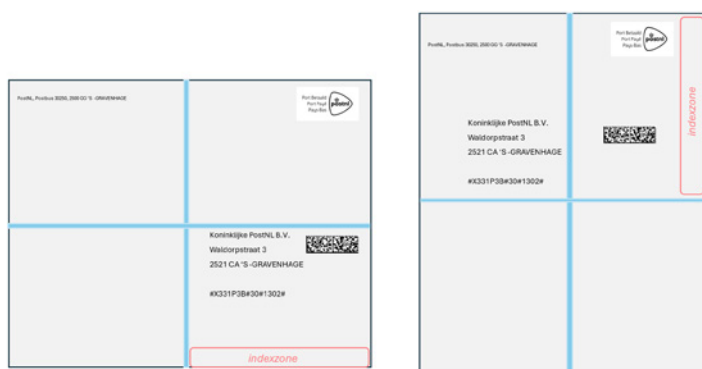 PostNL, Postbus 30250, 2500 GG 'S -GRAVENHAGE
Port Betaald
Port Payé
Pays-Bas
postnl
Koninklijke PostNL B.V.
Waldorpstraat 3
2521 CA 'S -GRAVENHAGE
#X331P3B#30#1302#
indexzone
PostNL, Postbus 30250, 2500 GG 'S -GRAVENHAGE
Port Betaald
Port Payé
Pays-Bas
postnl
Koninklijke PostNL B.V.
Waldorpstraat 3
2521 CA 'S -GRAVENHAGE
#X331P3B#30#1302#
indexzone